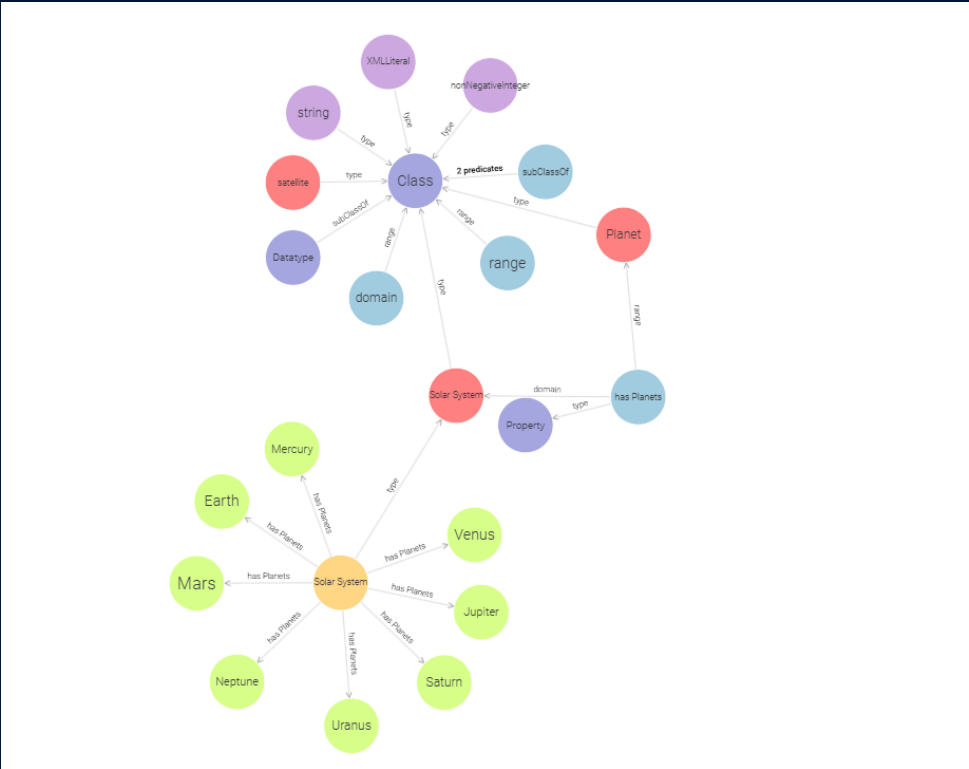 XMLLiteral
nonNegativeInteger
string
type
type
type
satellite
type
Class
2 predicates
subClassOf
type
subClassOf
range
range
Planet
Datatype
range
domain
type
range
Solar System
domain
has Planets
type
Property
Mercury
type
Earth
has Planets
has Planets
Venus
has Planets
Mars
has Planets
Solar System
has Planets
Jupiter
has Planets
has Planets
has Planets
Neptune
Saturn
Uranus